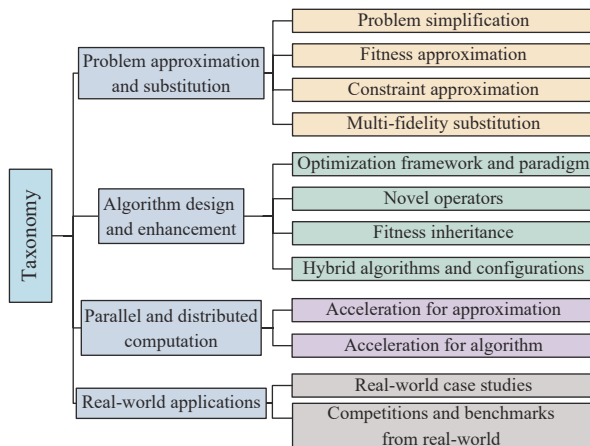 Taxonomy
Problem approximation
and substitution
Problem simplification
Fitness approximation
Constraint approximation
Multi-fidelity substitution
Algorithm design
and enhancement
Optimization framework and paradigm
Novel operators
Fitness inheritance
Hybrid algorithms and configurations
Parallel and distributed
computation
Acceleration for approximation
Acceleration for algorithm
Real-world applications
Real-world case studies
Competitions and benchmarks
from real-world